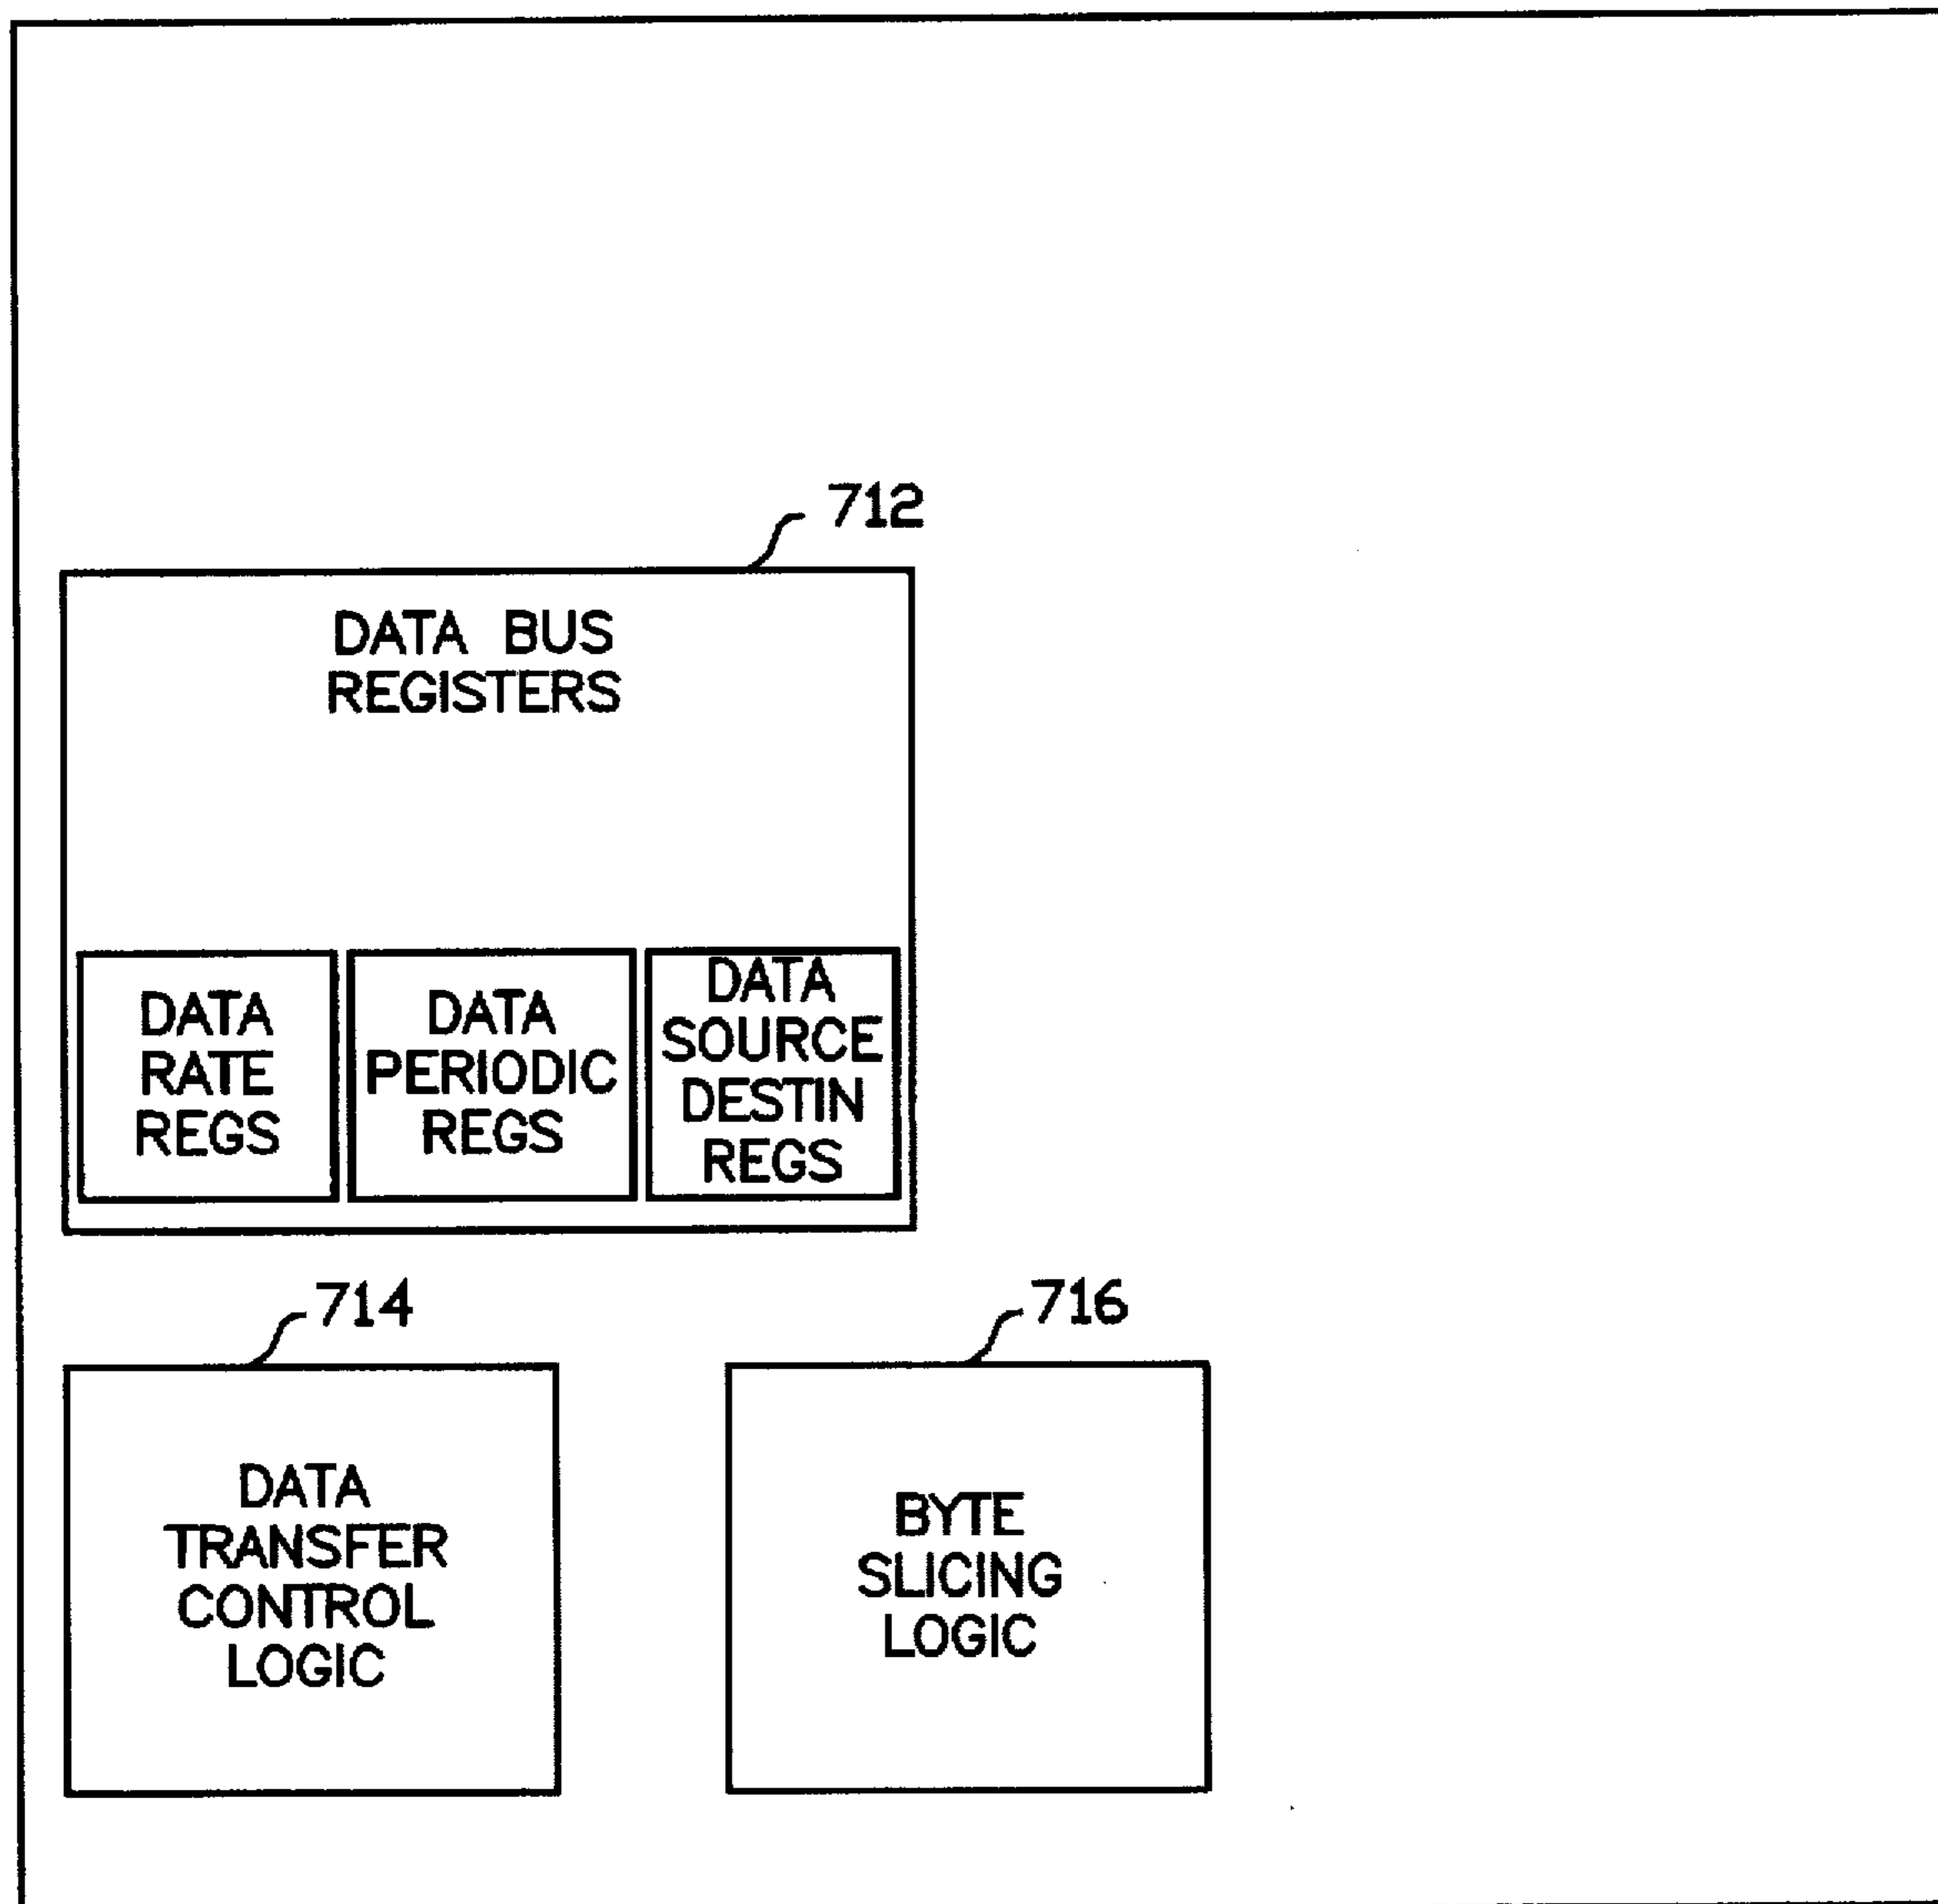 712
DATA BUS
REGISTERS
DATA
RATE
REGS
DATA
PERIODIC
REGS
DATA
SOURCE
DESTIN
REGS
714
DATA
TRANSFER
CONTROL
LOGIC
716
BYTE
SLICING
LOGIC